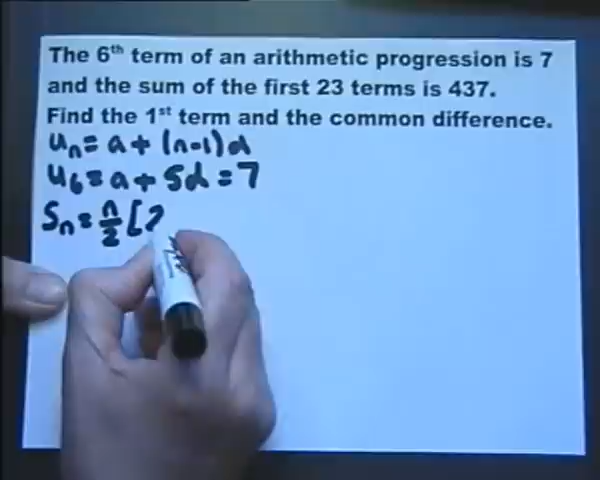 The 6th term of an arithmetic progression is 7
and the sum of the first 23 terms is 437.
Find the 1st term and the common difference.
Un = a + (n-1)d
U6 = a + 5d = 7
Sn = n/2 [2